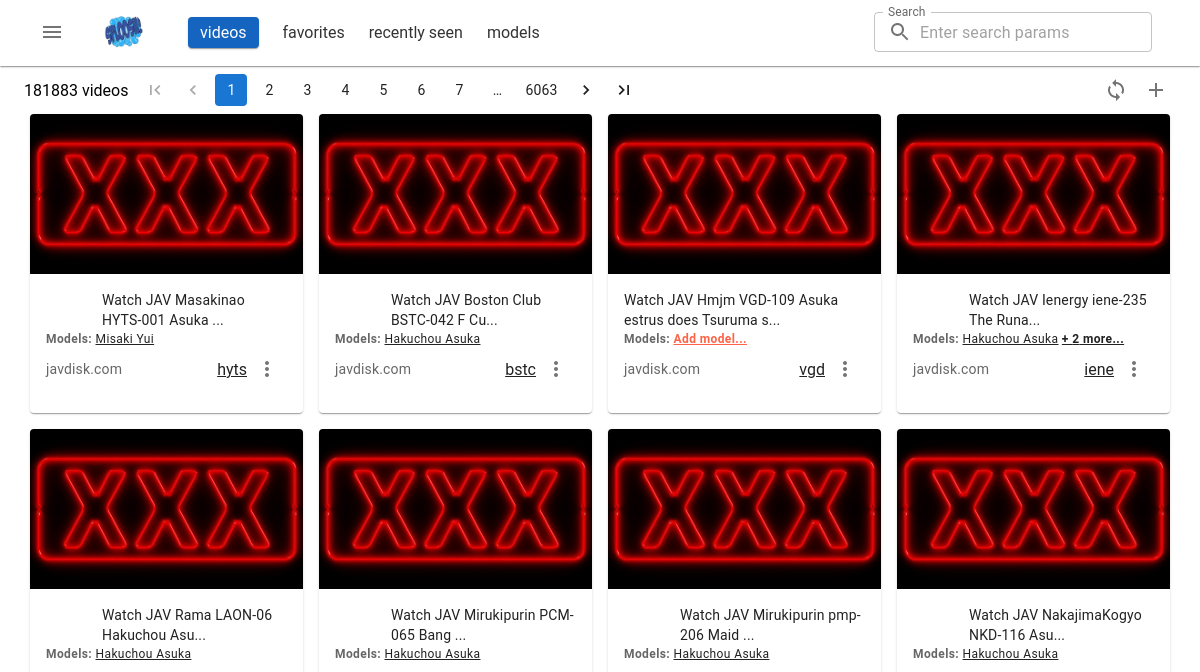 videos favorites recently seen models
Search
Enter search params
181883 videos 1 2 3 4 5 6 7 ... 6063
XXX XXX XXX XXX
Watch JAV Masakinao
HYTS-001 Asuka ...
Models: Misaki Yui
javdisk.com hyts
Watch JAV Boston Club
BSTC-042 F Cu...
Models: Hakuchou Asuka
javdisk.com bstc
Watch JAV Hmjm VGD-109 Asuka
estrus does Tsuruma s...
Models: Add model...
javdisk.com vgd
Watch JAV Ienergy iene-235
The Runa...
Models: Hakuchou Asuka + 2 more...
javdisk.com iene
XXX XXX XXX XXX
Watch JAV Rama LAON-06
Hakuchou Asu...
Models: Hakuchou Asuka
Watch JAV Mirukipurin PCM-
065 Bang ...
Models: Hakuchou Asuka
Watch JAV Mirukipurin pmp-
206 Maid ...
Models: Hakuchou Asuka
Watch JAV NakajimaKogyo
NKD-116 Asu...
Models: Hakuchou Asuka